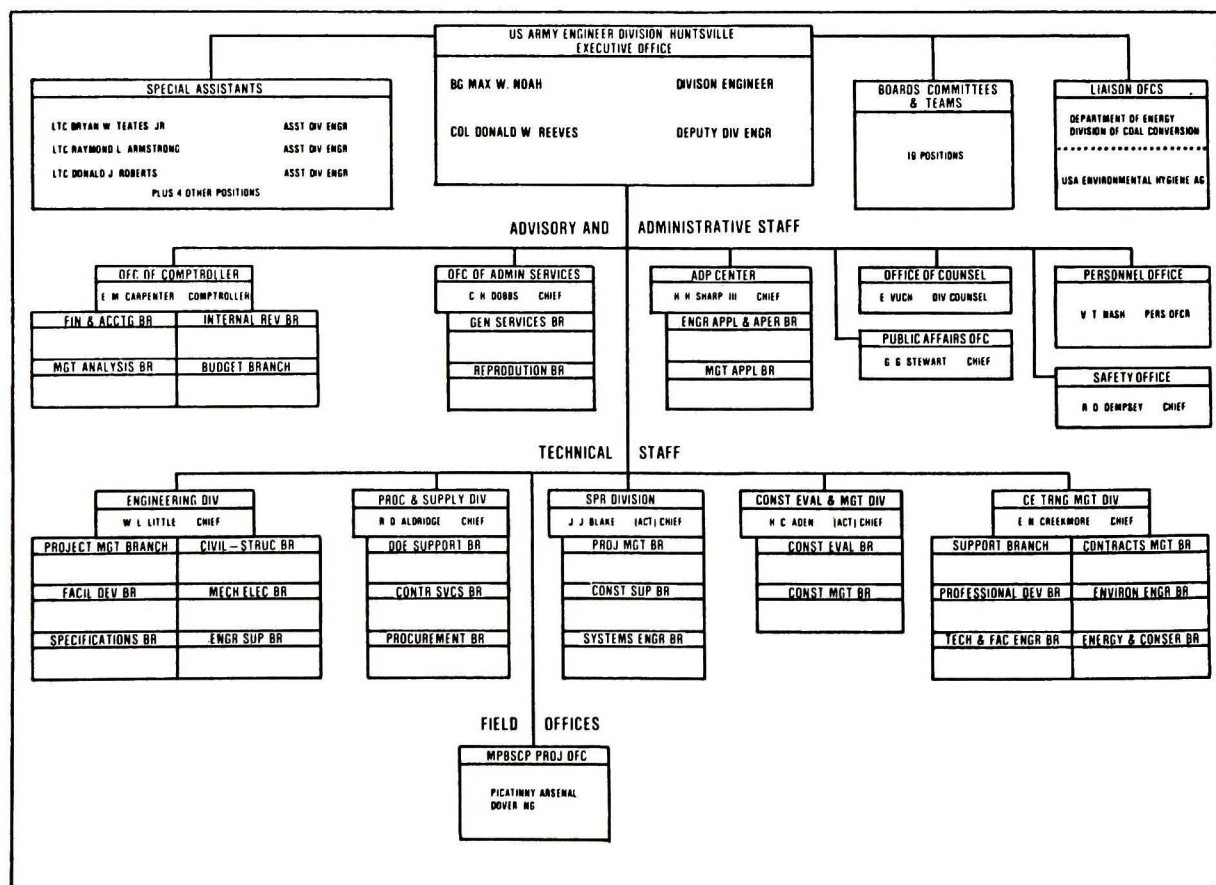 US ARMY ENGINEER DIVISION HUNTSVILLE
EXECUTIVE OFFICE
BG MAX W. NOAH DIVISON ENGINEER
COL DONALD W REEVES DEPUTY DIV ENGR
SPECIAL ASSISTANTS
LTC BRYAN W TEATES JR ASST DIV ENGR
LTC RAYMOND L ARMSTRONG ASST DIV ENGR
LTC DONALD J ROBERTS ASST DIV ENGR
PLUS 4 OTHER POSITIONS
BOARDS COMMITTEES
& TEAMS
19 POSITIONS
LIAISON OFCS
DEPARTMENT OF ENERGY
DIVISION OF COAL CONVERSION
USA ENVIRONMENTAL HYGIENE AG
ADVISORY AND ADMINISTRATIVE STAFF
OFC OF COMPTROLLER
E M CARPENTER COMPTROLLER
FIN & ACCTG BR INTERNAL REV BR
MGT ANALYSIS BR BUDGET BRANCH
OFC OF ADMIN SERVICES
C H DOBBS CHIEF
GEN SERVICES BR
REPRODUTION BR
ADP CENTER
H H SHARP III CHIEF
ENGR APPL & APER BR
MGT APPL BR
OFFICE OF COUNSEL
E VUCH DIV COUNSEL
PUBLIC AFFAIRS OFC
G G STEWART CHIEF
PERSONNEL OFFICE
V T NASH PERS OFCR
SAFETY OFFICE
R D DEMPSEY CHIEF
TECHNICAL STAFF
ENGINEERING DIV
W L LITTLE CHIEF
PROJECT MGT BRANCH CIVIL-STRUC BR
FACIL DEV BR MECH ELEC BR
SPECIFICATIONS BR ENGR SUP BR
PROC & SUPPLY DIV
R D ALDRIDGE CHIEF
DOE SUPPORT BR
CONTR SVCS BR
PROCUREMENT BR
SPR DIVISION
J J BLAKE (ACT) CHIEF
PROJ MGT BR
CONST SUP BR
SYSTEMS ENGR BR
CONST EVAL & MGT DIV
H C ADEN (ACT) CHIEF
CONST EVAL BR
CONST MGT BR
CE TRNG MGT DIV
E N CREEKMORE CHIEF
SUPPORT BRANCH CONTRACTS MGT BR
PROFESSIONAL DEV BR ENVIRON ENGR BR
TECH & FAC ENGR BR ENERGY & CONSER BR
FIELD OFFICES
MPBSCP PROJ OFC
PICATINNY ARSENAL
DOVER NG